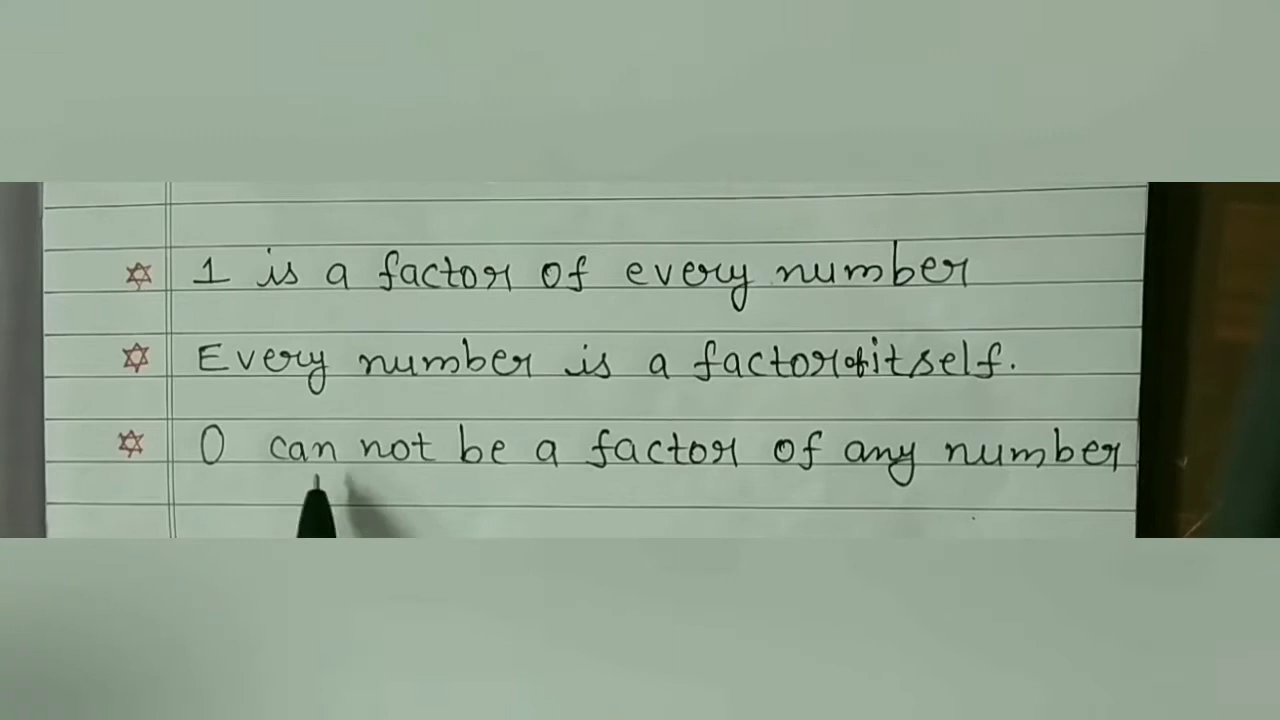 1 is a factor of every number
Every number is a factor of itself.
0 can not be a factor of any number